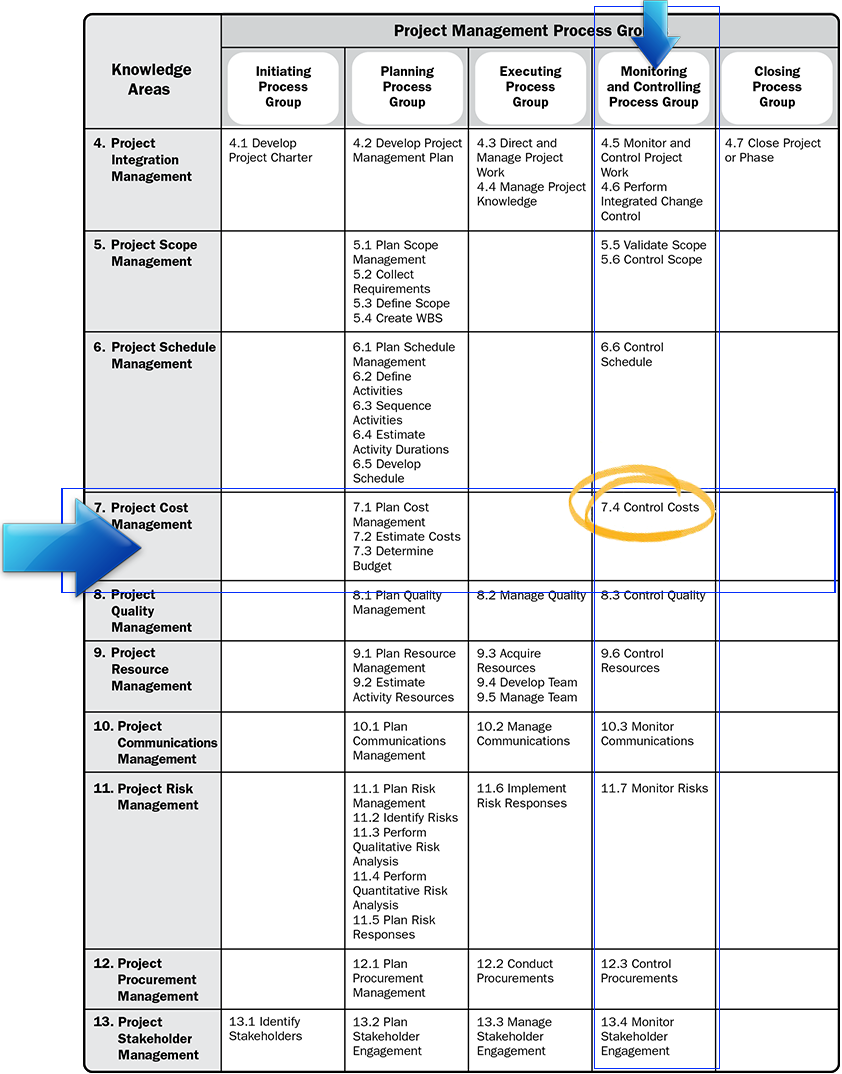 Project Management Process Gro
Knowledge
Areas
Initiating
Process
Group
Planning
Process
Group
Executing
Process
Group
Monitoring
and Controlling
Process Group
Closing
Process
Group
4. Project
Integration
Management
4.1 Develop
Project Charter
4.2 Develop Project
Management Plan
4.3 Direct and
Manage Project
Work
4.4 Manage Project
Knowledge
4.5 Monitor and
Control Project
Work
4.6 Perform
Integrated Change
Control
4.7 Close Project
or Phase
5. Project Scope
Management
5.1 Plan Scope
Management
5.2 Collect
Requirements
5.3 Define Scope
5.4 Create WBS
5.5 Validate Scope
5.6 Control Scope
6. Project Schedule
Management
6.1 Plan Schedule
Management
6.2 Define
Activities
6.3 Sequence
Activities
6.4 Estimate
Activity Durations
6.5 Develop
Schedule
6.6 Control
Schedule
7. Project Cost
Management
7.1 Plan Cost
Management
7.2 Estimate Costs
7.3 Determine
Budget
7.4 Control Costs
8. Project
Quality
Management
8.1 Plan Quality
Management
8.2 Manage Quality
8.3 Control Quality
9. Project
Resource
Management
9.1 Plan Resource
Management
9.2 Estimate
Activity Resources
9.3 Acquire
Resources
9.4 Develop Team
9.5 Manage Team
9.6 Control
Resources
10. Project
Communications
Management
10.1 Plan
Communications
Management
10.2 Manage
Communications
10.3 Monitor
Communications
11. Project Risk
Management
11.1 Plan Risk
Management
11.2 Identify Risks
11.3 Perform
Qualitative Risk
Analysis
11.4 Perform
Quantitative Risk
Analysis
11.5 Plan Risk
Responses
11.6 Implement
Risk Responses
11.7 Monitor Risks
12. Project
Procurement
Management
12.1 Plan
Procurement
Management
12.2 Conduct
Procurements
12.3 Control
Procurements
13. Project
Stakeholder
Management
13.1 Identify
Stakeholders
13.2 Plan
Stakeholder
Engagement
13.3 Manage
Stakeholder
Engagement
13.4 Monitor
Stakeholder
Engagement